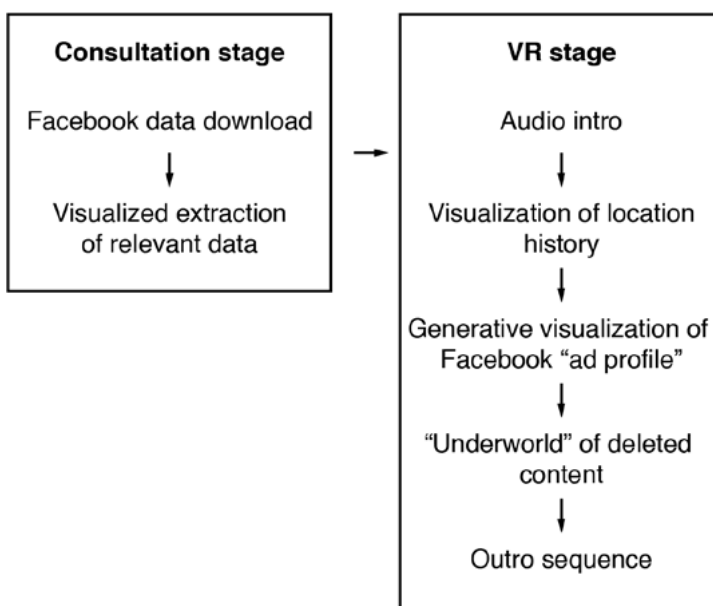 Consultation stage
Facebook data download
Visualized extraction
of relevant data
VR stage
Audio intro
Visualization of location
history
Generative visualization of
Facebook “ad profile”
“Underworld” of deleted
content
Outro sequence